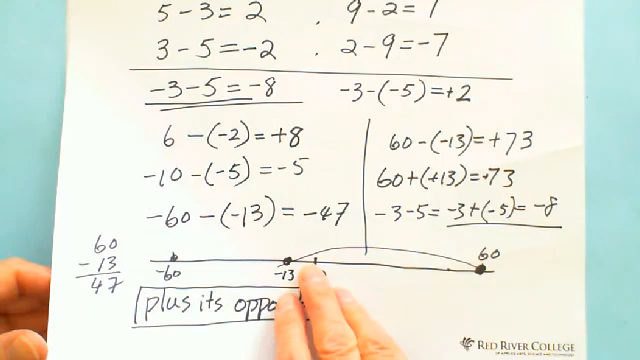 5 - 3 = 2 . 9 - 2 = 7
3 - 5 = -2 . 2 - 9 = -7
-3 - 5 = -8 -3 - (-5) = +2
6 - (-2) = +8
60 - (-13) = +73
-10 - (-5) = -5
60 + (+13) = +73
-60 - (-13) = -47
-3 - 5 = -3 + (-5) = -8
60
- 13
47
-60 -13 60
plus its
RED RIVER COLLEGE